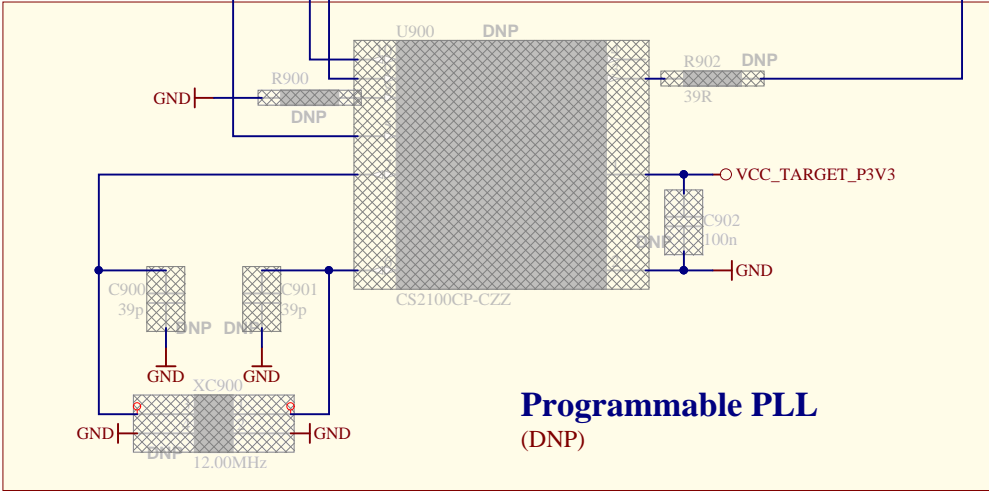 U900
DNP
R900
GND
DNP
R902
DNP
39R
VCC_TARGET_P3V3
C902
100n
DNP
GND
C900
39p
DNP
C901
39p
DNP
CS2100CP-CZZ
GND
GND
XC900
GND
GND
DNP
12.00MHz
Programmable PLL
(DNP)